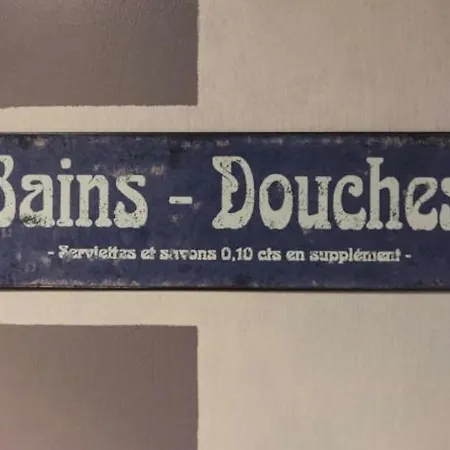 Bains - Douches
- Serviettes et savons 0,10 cts en supplément -